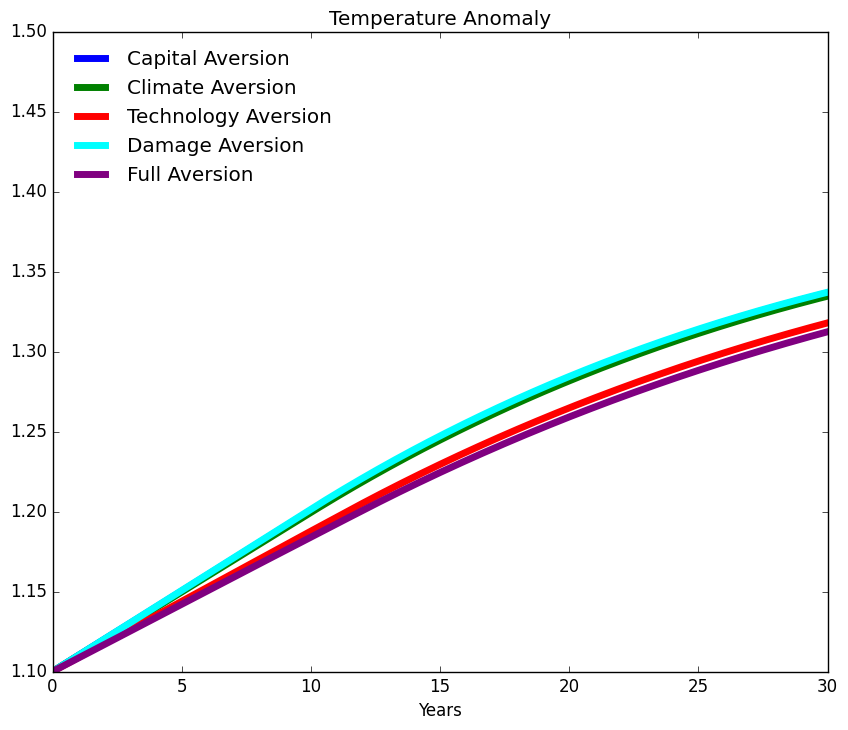 Temperature Anomaly
1.50
1.45
1.40
1.35
1.30
1.25
1.20
1.15
1.10
Capital Aversion
Climate Aversion
Technology Aversion
Damage Aversion
Full Aversion
0 5 10 15 20 25 30
Years